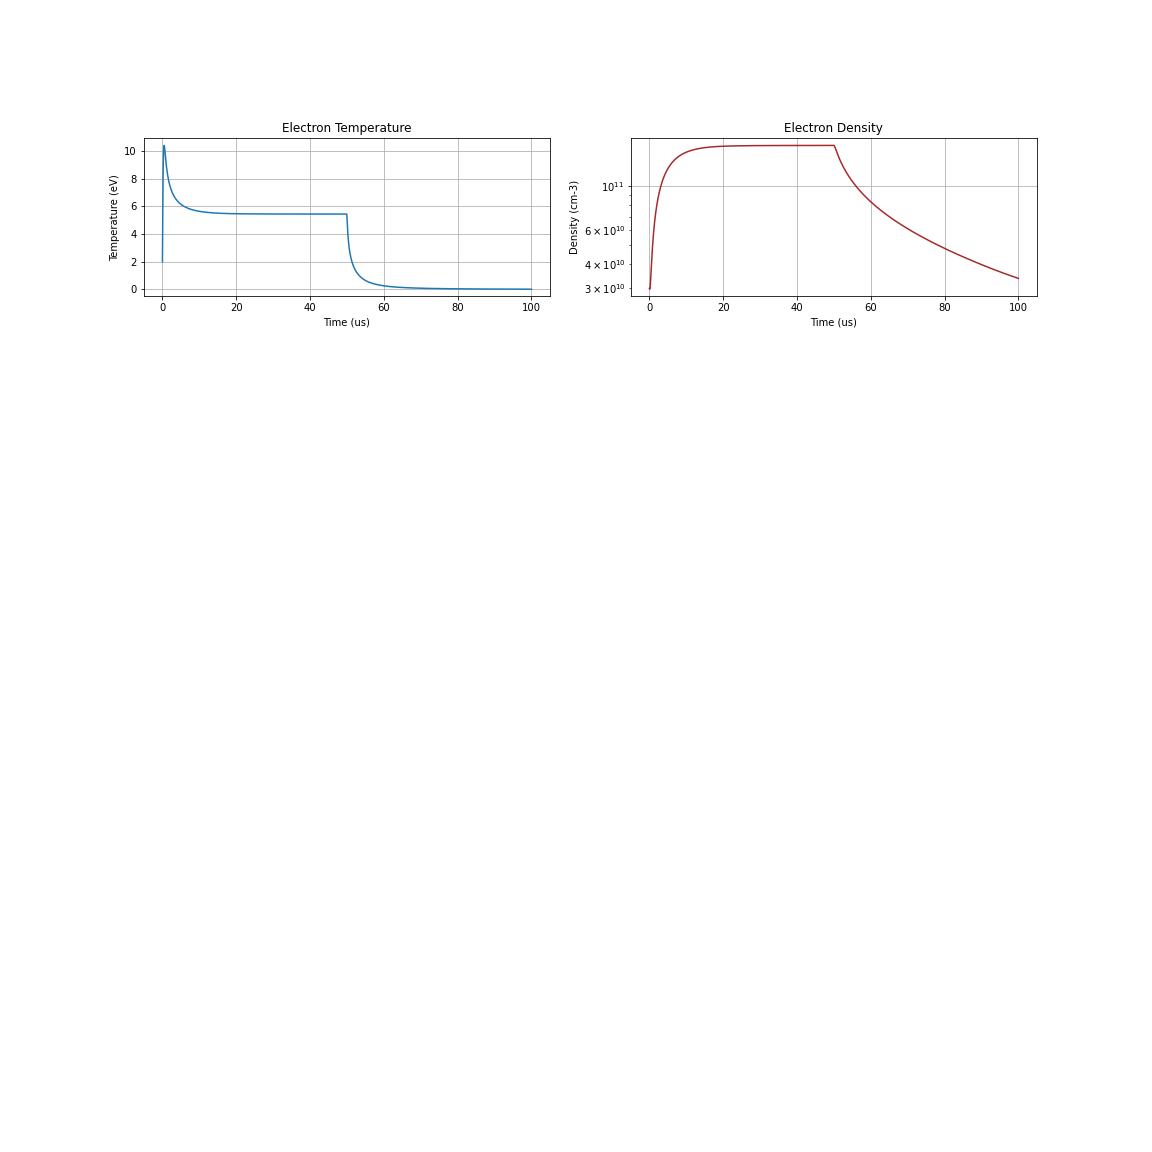 Electron Temperature
Temperature (eV)
10
8
6
4
2
0
0 20 40 60 80 100
Time (us)
Electron Density
Density (cm-3)
10¹¹
6 × 10¹⁰
4 × 10¹⁰
3 × 10¹⁰
0 20 40 60 80 100
Time (us)